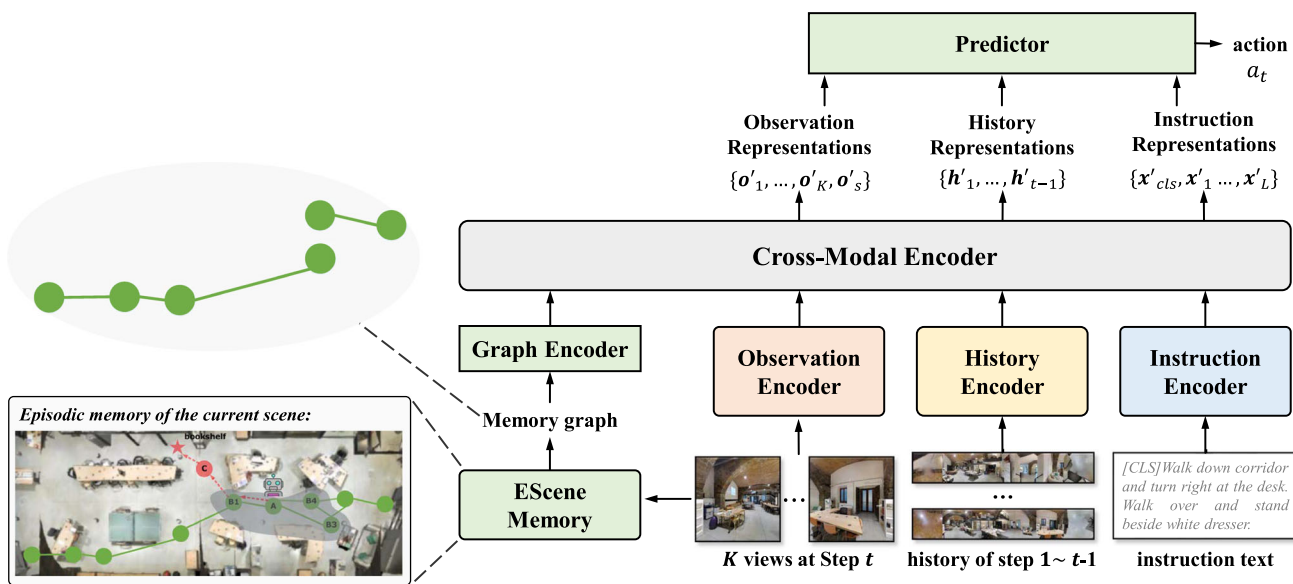 Predictor
action
a_t
Observation
Representations
{o'_1, ..., o'_K, o'_s}
History
Representations
{h'_1, ..., h'_{t-1}}
Instruction
Representations
{x'_{cls}, x'_1 ..., x'_L}
Cross-Modal Encoder
Graph Encoder
Observation
Encoder
History
Encoder
Instruction
Encoder
Memory graph
Episodic memory of the current scene:
bookshelf
C
B1
A
B4
B3
EScene
Memory
...
...
[CLS]Walk down corridor
and turn right at the desk.
Walk over and stand
beside white dresser.
K views at Step t
history of step 1~ t-1
instruction text